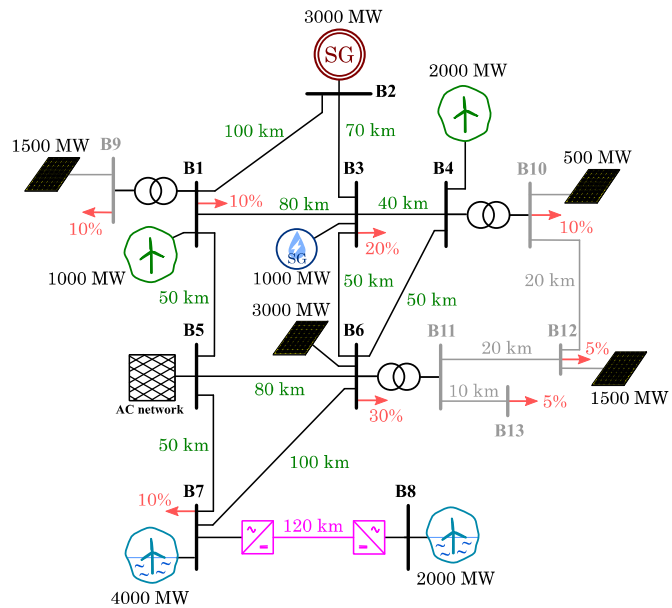 3000 MW
SG
B2
2000 MW
100 km
70 km
1500 MW
B9
B1
B3
B4
B10
500 MW
10%
80 km
40 km
10%
10%
20%
1000 MW
SG
1000 MW
50 km
50 km
50 km
20 km
3000 MW
B5
B6
B11
B12
5%
20 km
AC network
80 km
10 km
5%
1500 MW
30%
B13
50 km
100 km
10%
B7
B8
120 km
4000 MW
2000 MW